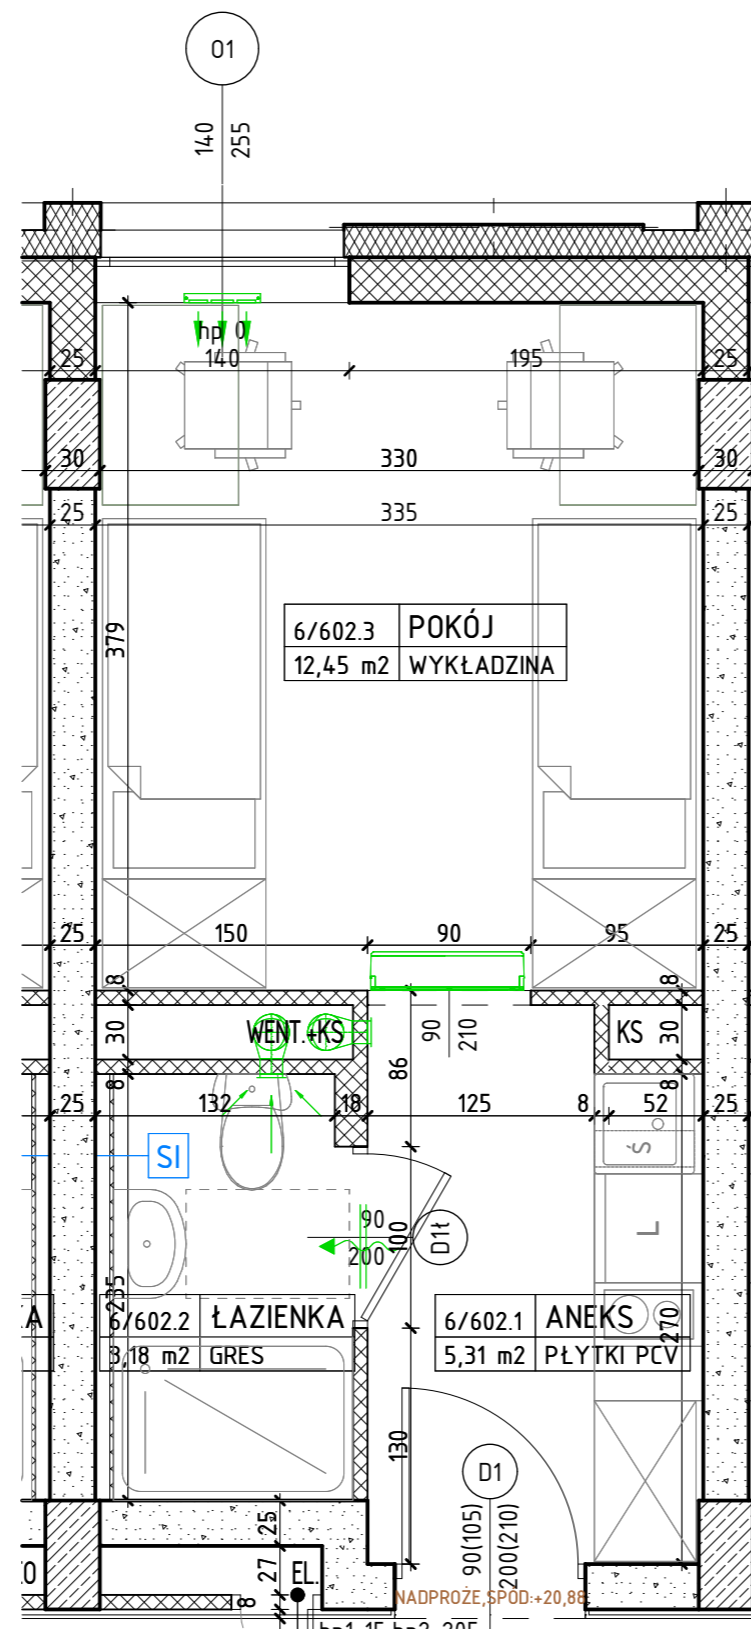 01
140
255
hp 0
25 140 195 25
30 330 30
25 335 25
379
6/602.3 POKÓJ
12,45 m2 WYKŁADZINA
25 150 90 95 25
8 8
30 WENT.+KS 90 210 KS 30
86
8 8
25 132 18 125 8 52 25
SI
Ś
90
200
100
D1ł
L
235
270
A 6/602.2 ŁAZIENKA 6/602.1 ANEKS
3,18 m2 GRES 5,31 m2 PŁYTKI PCV
130
D1
90(105)
200(210)
25
27
8
EL.
NADPROŻE,SPÓD:+20,88